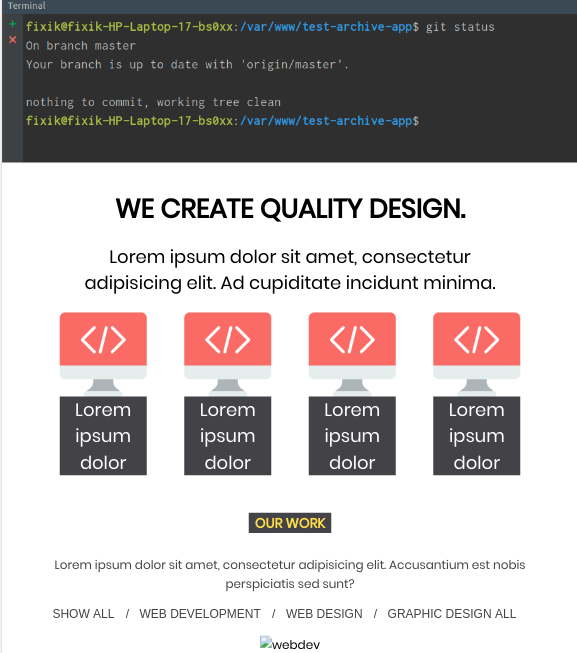 Terminal
fixik@fixik-HP-Laptop-17-bs0xx:/var/www/test-archive-app$ git status
On branch master
Your branch is up to date with 'origin/master'.
nothing to commit, working tree clean
fixik@fixik-HP-Laptop-17-bs0xx:/var/www/test-archive-app$
WE CREATE QUALITY DESIGN.
Lorem ipsum dolor sit amet, consectetur
adipisicing elit. Ad cupiditate incidunt minima.
Lorem
ipsum
dolor
Lorem
ipsum
dolor
Lorem
ipsum
dolor
Lorem
ipsum
dolor
OUR WORK
Lorem ipsum dolor sit amet, consectetur adipisicing elit. Accusantium est nobis
perspiciatis sed sunt?
SHOW ALL / WEB DEVELOPMENT / WEB DESIGN / GRAPHIC DESIGN ALL
webdev